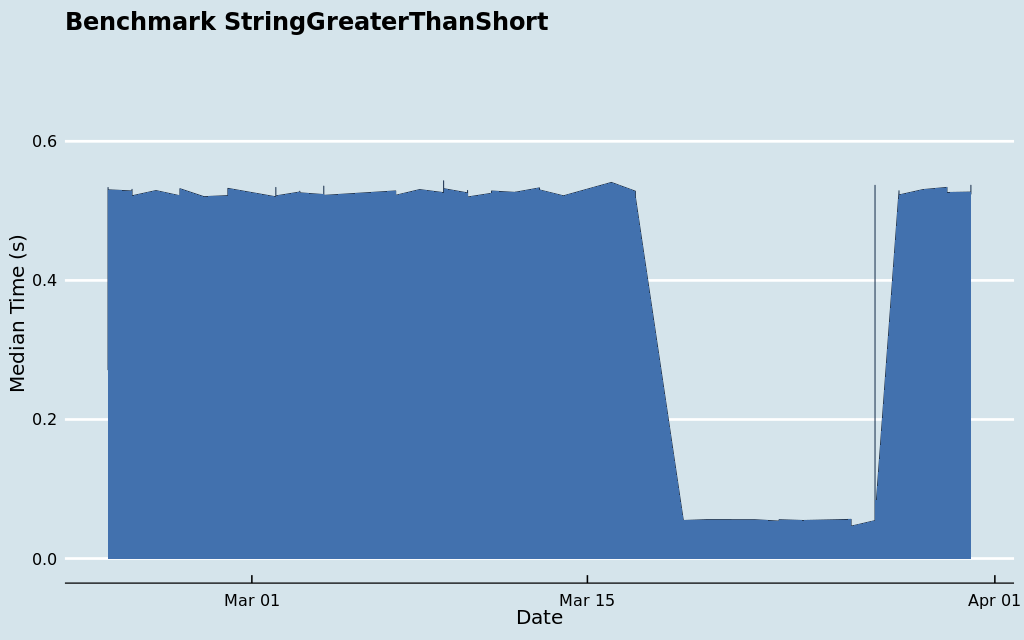 Benchmark StringGreaterThanShort
0.6
0.4
0.2
0.0
Median Time (s)
Mar 01
Mar 15
Apr 01
Date